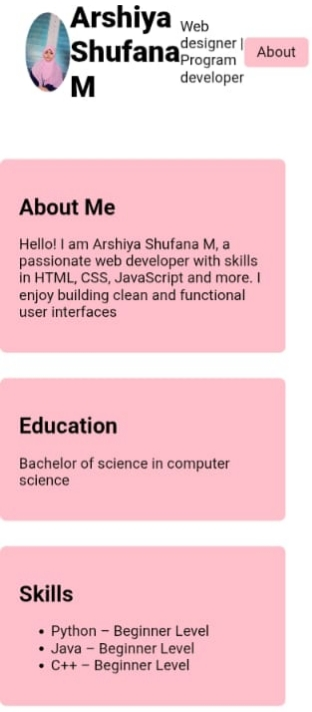 Arshiya
Shufana
M
Web
designer |
Program
developer
About
About Me
Hello! I am Arshiya Shufana M, a
passionate web developer with skills
in HTML, CSS, JavaScript and more. I
enjoy building clean and functional
user interfaces
Education
Bachelor of science in computer
science
Skills
• Python – Beginner Level
• Java – Beginner Level
• C++ – Beginner Level